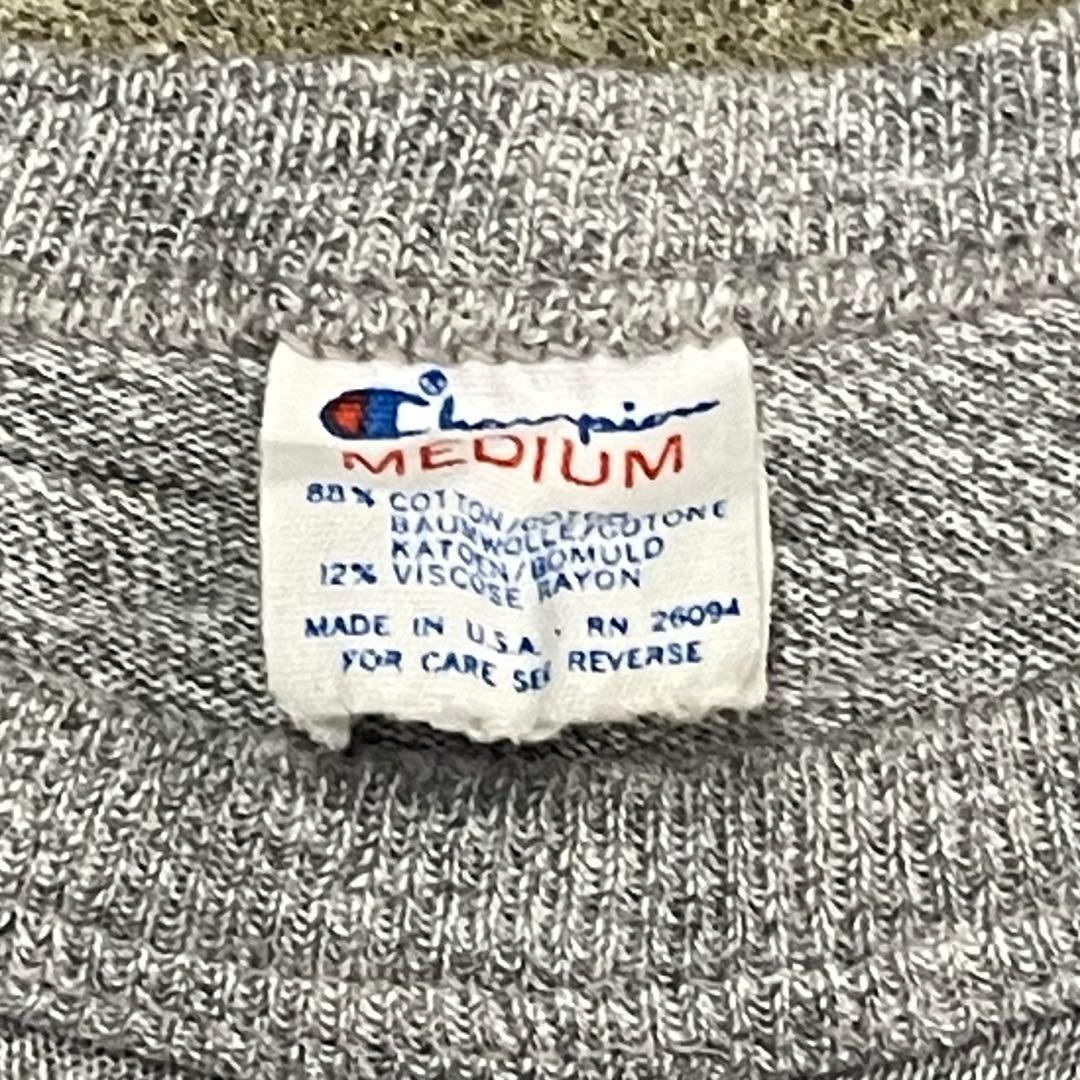 Champion®
MEDIUM
88% COTTON/
BAUMWOLLE/COTONE
KATOEN/BOMULD
12% VISCOSE RAYON
MADE IN U.S.A. · RN 26094
FOR CARE SEE REVERSE